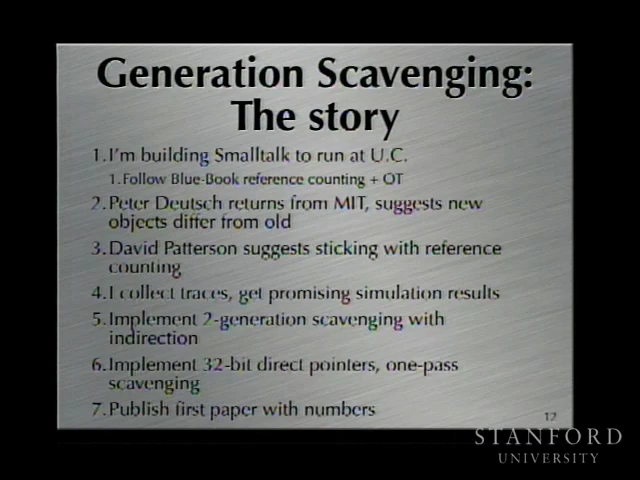 Generation Scavenging:
The story
1.I'm building Smalltalk to run at U.C.
1.Follow Blue-Book reference counting + OT
2.Peter Deutsch returns from MIT, suggests new
objects differ from old
3.David Patterson suggests sticking with reference
counting
4.I collect traces, get promising simulation results
5.Implement 2-generation scavenging with
indirection
6.Implement 32-bit direct pointers, one-pass
scavenging
7.Publish first paper with numbers
12
STANFORD
UNIVERSITY